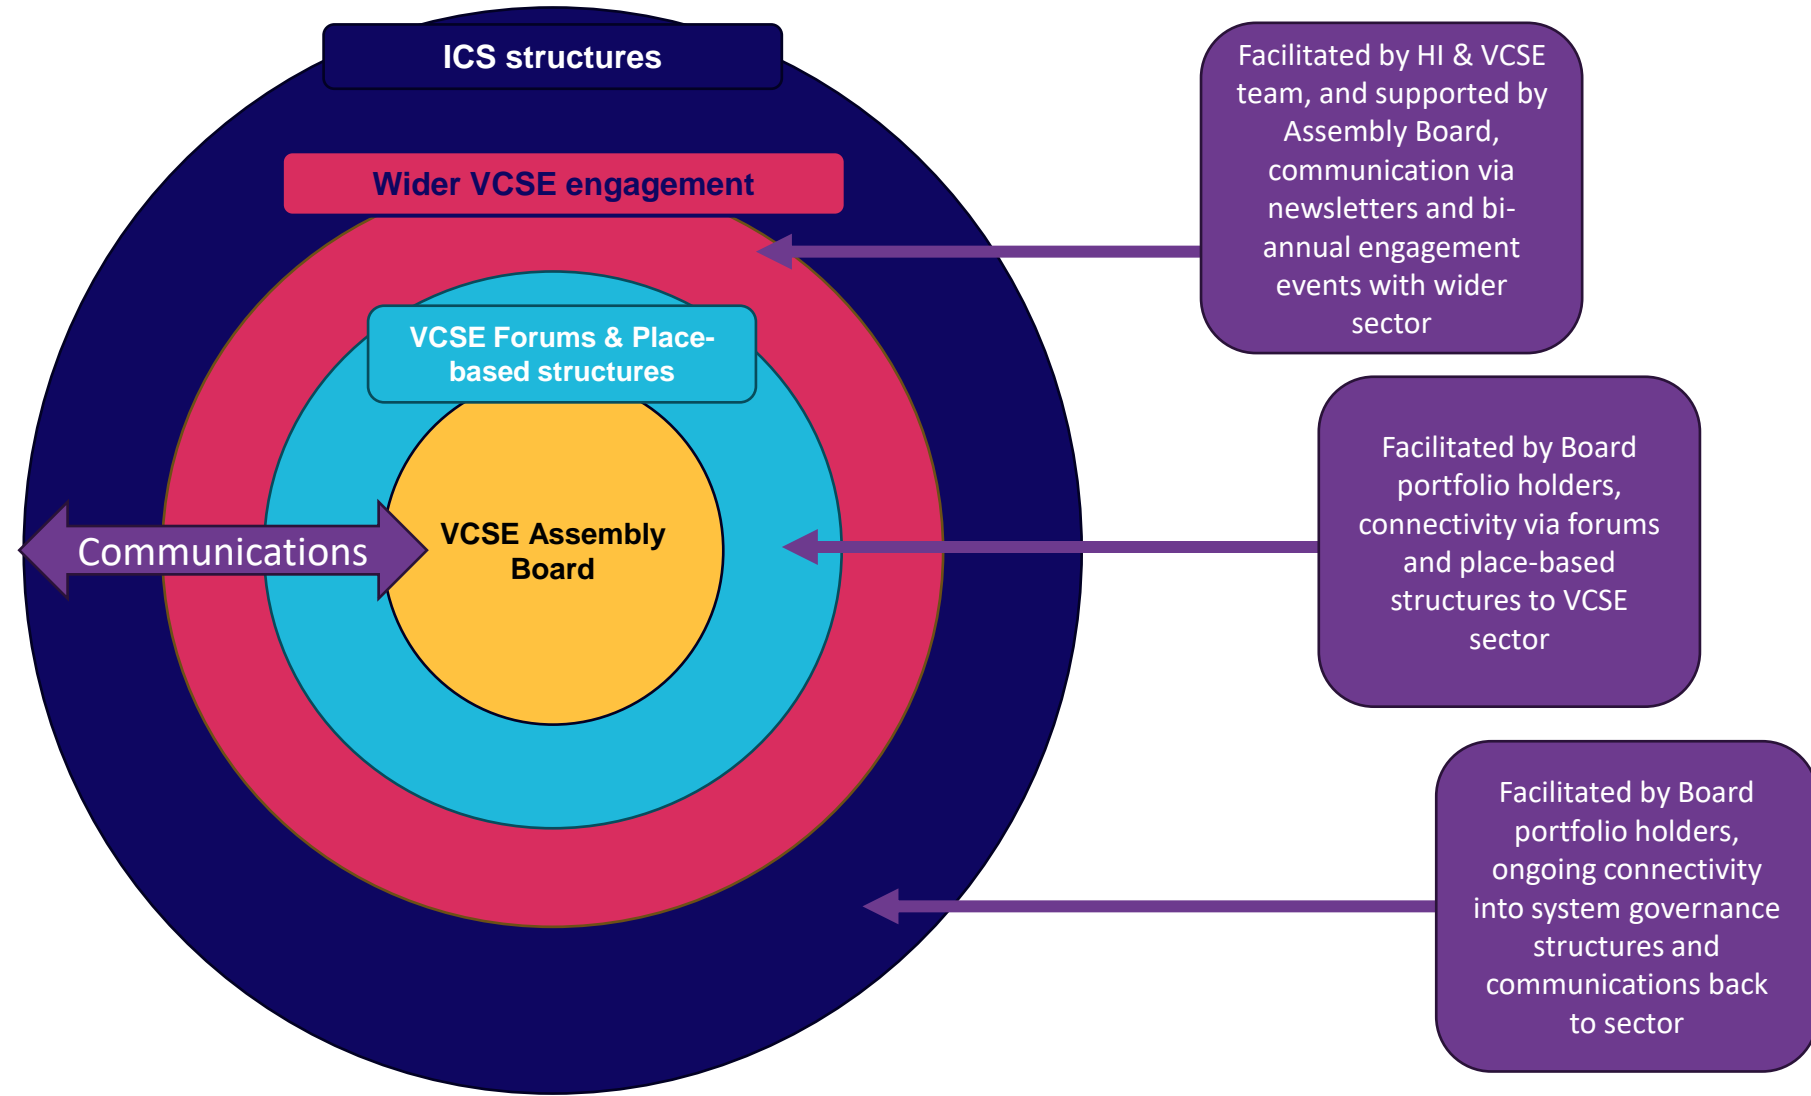 ICS structures
Wider VCSE engagement
VCSE Forums & Place-
based structures
VCSE Assembly
Board
Communications
Facilitated by HI & VCSE
team, and supported by
Assembly Board,
communication via
newsletters and bi-
annual engagement
events with wider
sector
Facilitated by Board
portfolio holders,
connectivity via forums
and place-based
structures to VCSE
sector
Facilitated by Board
portfolio holders,
ongoing connectivity
into system governance
structures and
communications back
to sector